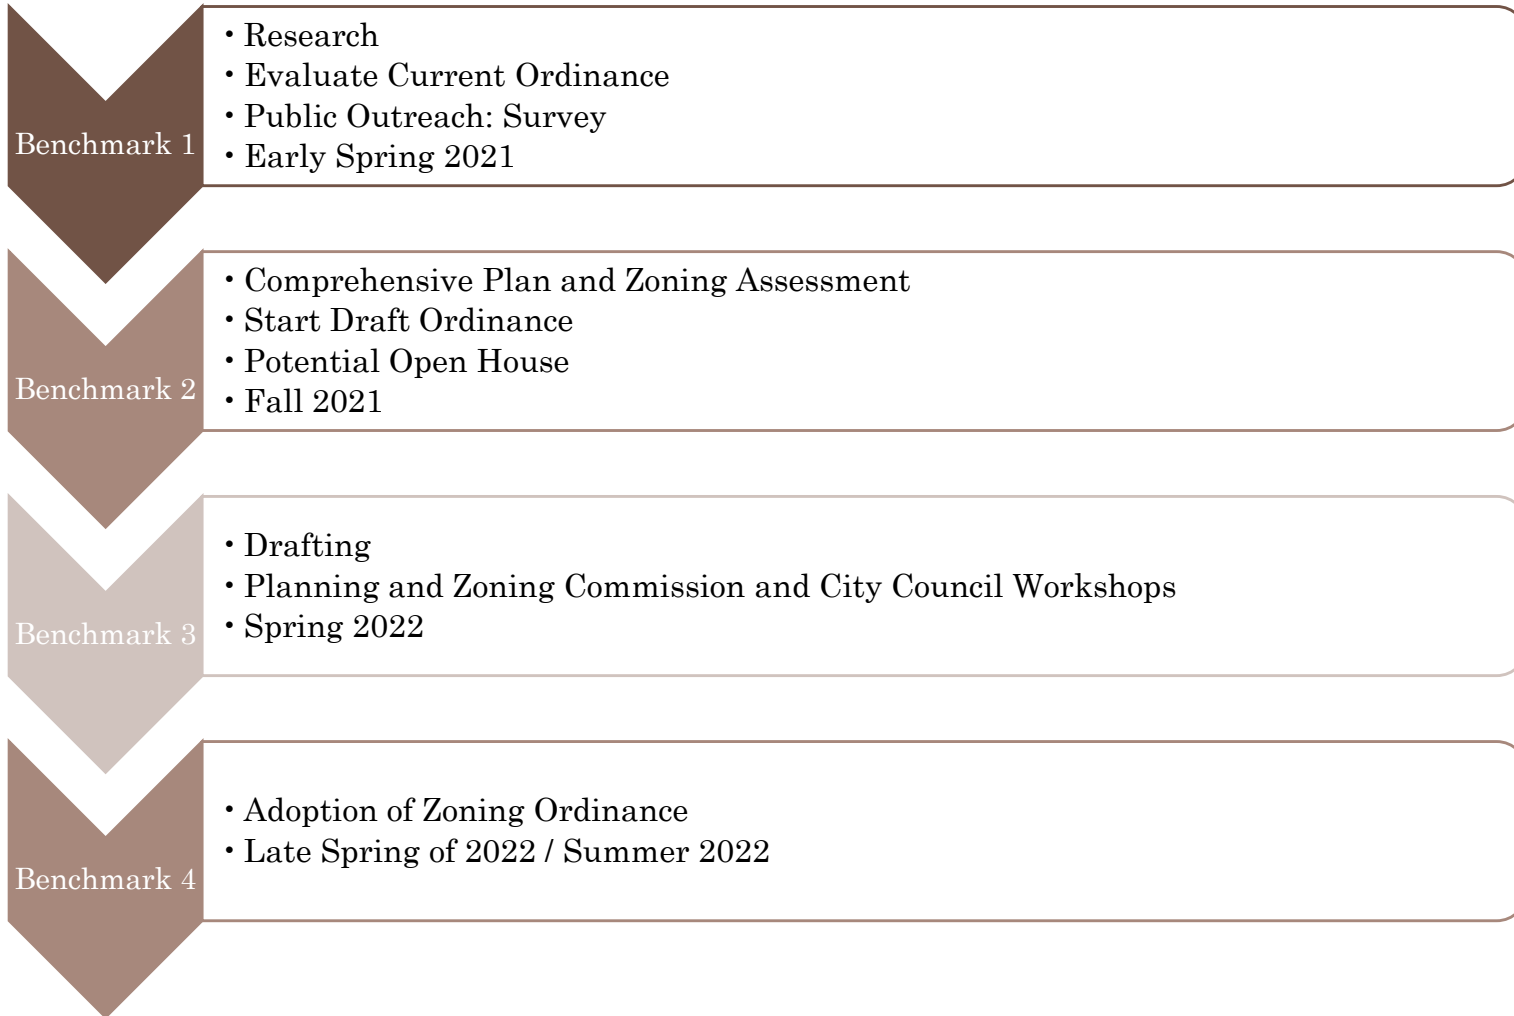 Benchmark 1
• Research
• Evaluate Current Ordinance
• Public Outreach: Survey
• Early Spring 2021
Benchmark 2
• Comprehensive Plan and Zoning Assessment
• Start Draft Ordinance
• Potential Open House
• Fall 2021
Benchmark 3
• Drafting
• Planning and Zoning Commission and City Council Workshops
• Spring 2022
Benchmark 4
• Adoption of Zoning Ordinance
• Late Spring of 2022 / Summer 2022